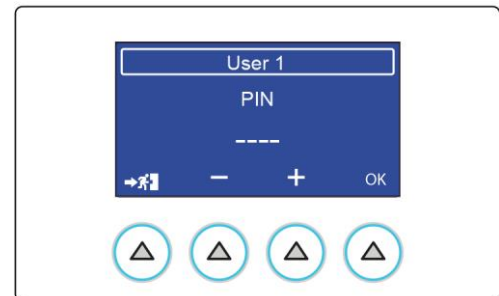 User 1
PIN
----
− + OK